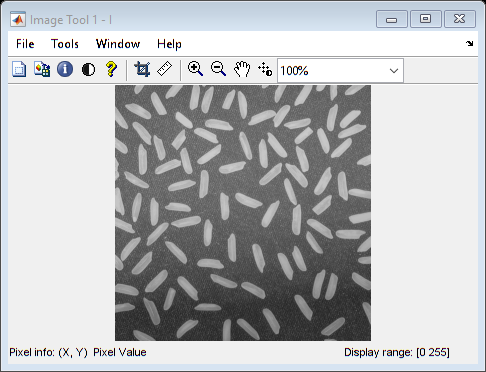 Image Tool 1 - I
File Tools Window Help
100%
Pixel info: (X, Y) Pixel Value Display range: [0 255]